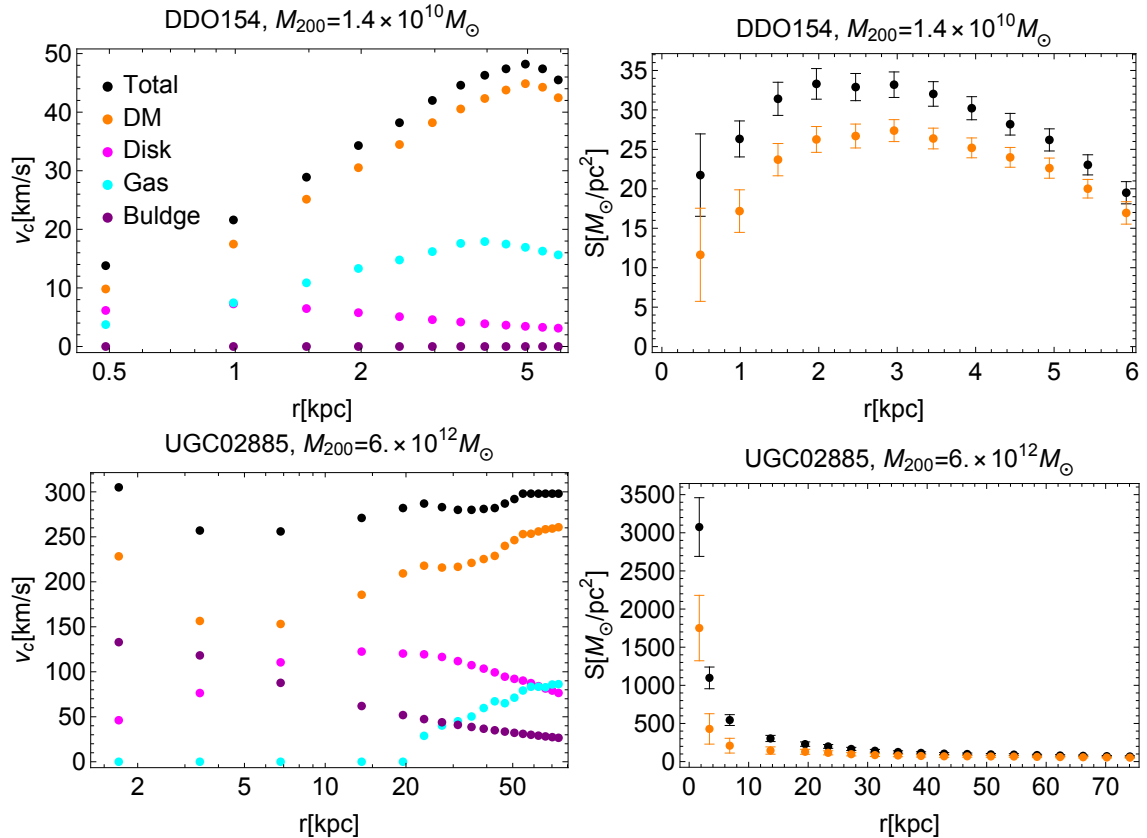 DDO154, M200=1.4×10^10 M⊙
50
40
30
20
10
0
vc[km/s]
Total
DM
Disk
Gas
Buldge
0.5 1 2 5
r[kpc]
DDO154, M200=1.4×10^10 M⊙
35
30
25
20
15
10
5
0
S[M⊙/pc²]
0 1 2 3 4 5 6
r[kpc]
UGC02885, M200=6.×10^12 M⊙
300
250
200
150
100
50
0
vc[km/s]
2 5 10 20 50
r[kpc]
UGC02885, M200=6.×10^12 M⊙
3500
3000
2500
2000
1500
1000
500
0
S[M⊙/pc²]
0 10 20 30 40 50 60 70
r[kpc]